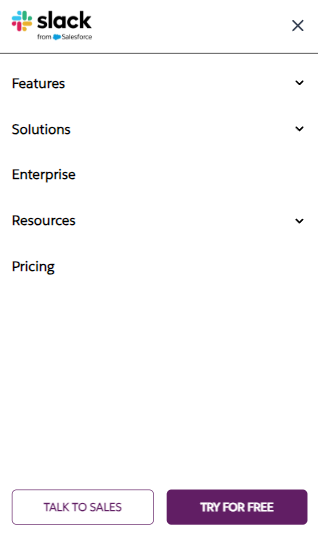 slack
from Salesforce
Features
Solutions
Enterprise
Resources
Pricing
TALK TO SALES
TRY FOR FREE